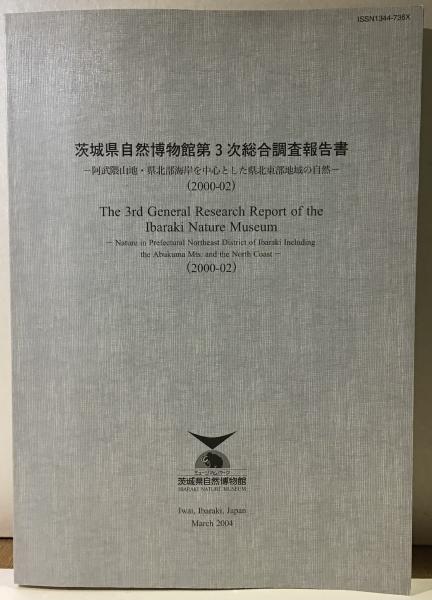 ISSN1344-736X
茨城県自然博物館第3次総合調査報告書
－阿武隈山地・県北部海岸を中心とした県北東部地域の自然－
(2000-02)
The 3rd General Research Report of the
Ibaraki Nature Museum
－ Nature in Prefectural Northeast District of Ibaraki Including
the Abukuma Mts. and the North Coast －
(2000-02)
ミュージアムパーク
茨城県自然博物館
IBARAKI NATURE MUSEUM
Iwai, Ibaraki, Japan
March 2004